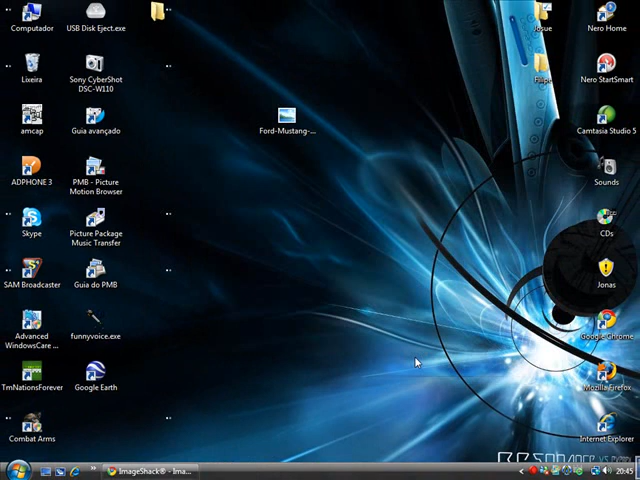 Computador
USB Disk Eject.exe
Josue
Nero Home
Lixeira
Sony CyberShot
DSC-W110
Filipe
Nero StartSmart
amcap
Guia avançado
Ford-Mustang-...
Camtasia Studio 5
ADPHONE 3
PMB - Picture
Motion Browser
Sounds
Skype
Picture Package
Music Transfer
CDs
SAM Broadcaster
Guia do PMB
Jonas
Advanced
WindowsCare ...
funnyvoice.exe
Google Chrome
TmNationsForever
Google Earth
Mozilla Firefox
Combat Arms
Internet Explorer
ImageShack® - Ima...
20:45